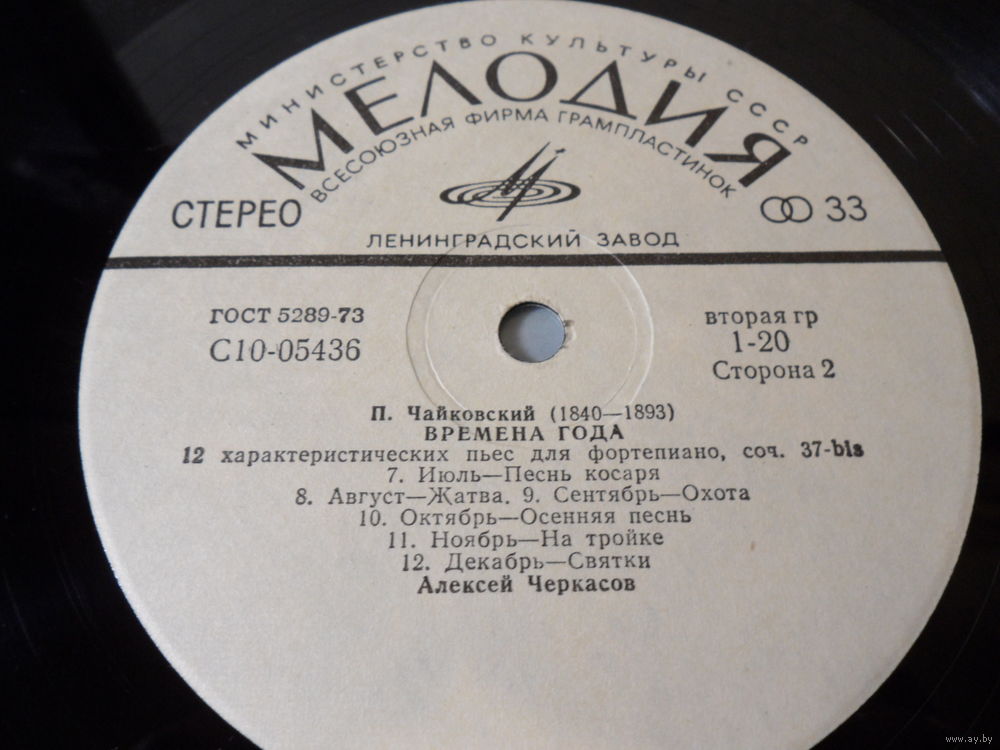 МИНИСТЕРСТВО КУЛЬТУРЫ СССР
МЕЛОДИЯ
ВСЕСОЮЗНАЯ ФИРМА ГРАМПЛАСТИНОК
СТЕРЕО
33
ЛЕНИНГРАДСКИЙ ЗАВОД
ГОСТ 5289-73
С10-05436
вторая гр
1-20
Сторона 2
П. Чайковский (1840—1893)
ВРЕМЕНА ГОДА
12 характеристических пьес для фортепиано, соч. 37-bis
7. Июль—Песнь косаря
8. Август—Жатва. 9. Сентябрь—Охота
10. Октябрь—Осенняя песнь
11. Ноябрь—На тройке
12. Декабрь—Святки
Алексей Черкасов
www.ay.by